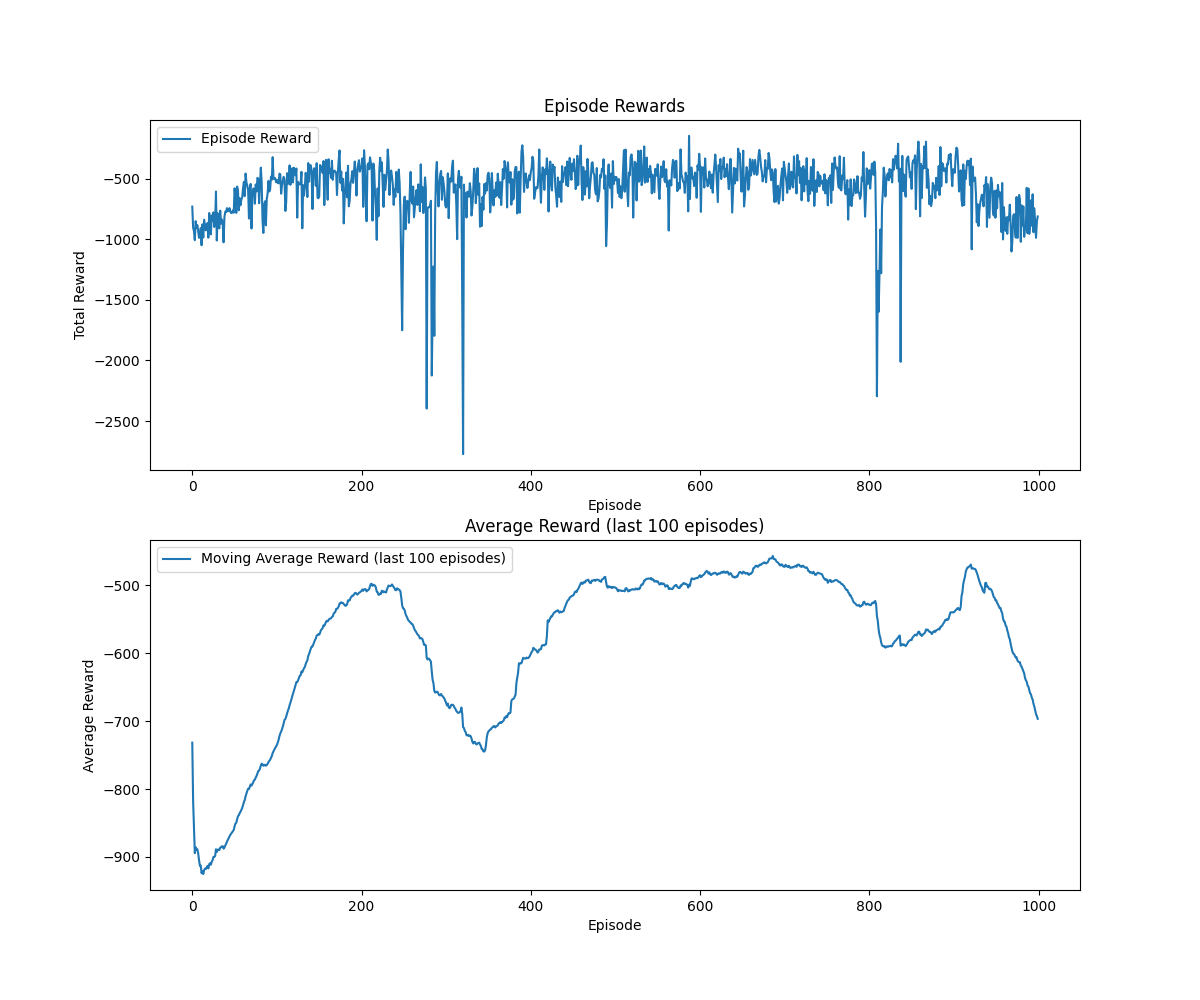 Episode Rewards
Episode Reward
−500
−1000
−1500
−2000
−2500
Total Reward
0 200 400 600 800 1000
Episode
Average Reward (last 100 episodes)
Moving Average Reward (last 100 episodes)
−500
−600
−700
−800
−900
Average Reward
0 200 400 600 800 1000
Episode